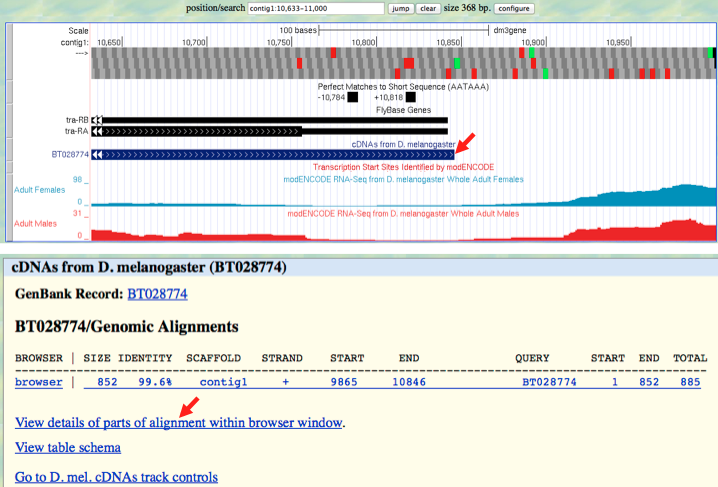 position/search contig1:10,633-11,000 jump clear size 368 bp. configure
Scale 100 bases dm3gene
contig1: 10,650 10,700 10,750 10,800 10,850 10,900 10,950
--->
Perfect Matches to Short Sequence (AATAAA)
-10,784 +10,818
FlyBase Genes
tra-RB
tra-RA
cDNAs from D. melanogaster
BT028774
Transcription Start Sites Identified by modENCODE
modENCODE RNA-Seq from D. melanogaster Whole Adult Females
98 _
Adult Females
0 _
modENCODE RNA-Seq from D. melanogaster Whole Adult Males
31 _
Adult Males
0 _
cDNAs from D. melanogaster (BT028774)
GenBank Record: BT028774
BT028774/Genomic Alignments
BROWSER | SIZE IDENTITY SCAFFOLD STRAND START END QUERY START END TOTAL
browser | 852 99.6% contig1 + 9865 10846 BT028774 1 852 885
View details of parts of alignment within browser window.
View table schema
Go to D. mel. cDNAs track controls